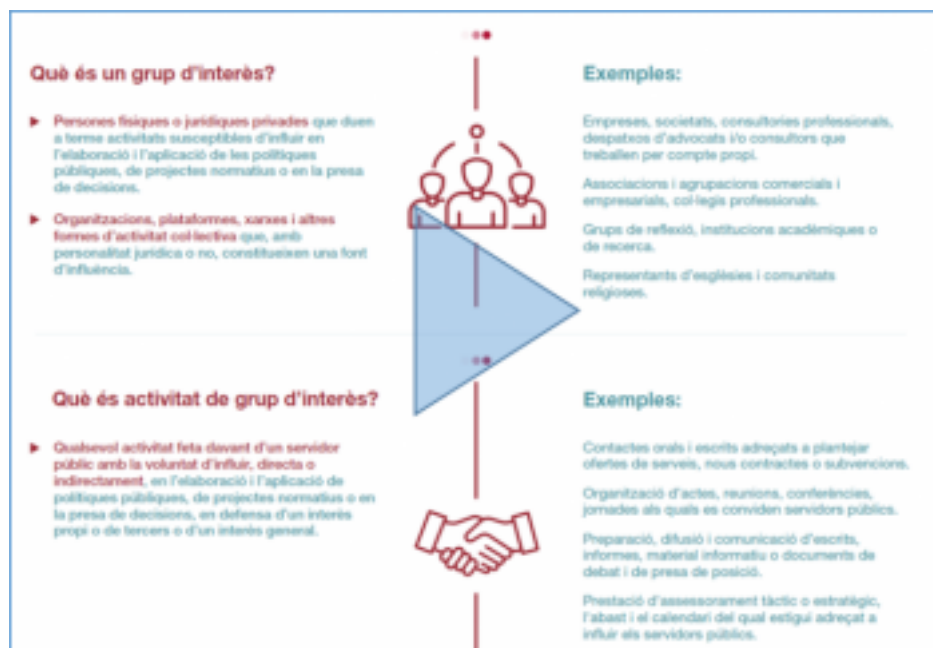 Què és un grup d'interès?
► Persones físiques o jurídiques privades que duen
a terme activitats susceptibles d'influir en
l'elaboració i l'aplicació de les polítiques
públiques, de projectes normatius o en la presa
de decisions.
► Organitzacions, plataformes, xarxes i altres
formes d'activitat col·lectiva que, amb
personalitat jurídica o no, constitueixen una font
d'influència.
Exemples:
Empreses, societats, consultories professionals,
despatxos d'advocats i/o consultors que
treballen per compte propi.
Associacions i agrupacions comercials i
empresarials, col·legis professionals.
Grups de reflexió, institucions acadèmiques o
de recerca.
Representants d'esglésies i comunitats
religioses.
Què és activitat de grup d'interès?
► Qualsevol activitat feta davant d'un servidor
públic amb la voluntat d'influir, directa o
indirectament, en l'elaboració i l'aplicació de
polítiques públiques, de projectes normatius o en
la presa de decisions, en defensa d'un interès
propi o de tercers o d'un interès general.
Exemples:
Contactes orals i escrits adreçats a plantejar
ofertes de serveis, nous contractes o subvencions.
Organització d'actes, reunions, conferències,
jornades als quals es conviden servidors públics.
Preparació, difusió i comunicació d'escrits,
informes, material informatiu o documents de
debat i de presa de posició.
Prestació d'assessorament tàctic o estratègic,
l'abast i el calendari del qual estigui adreçat a
influir els servidors públics.